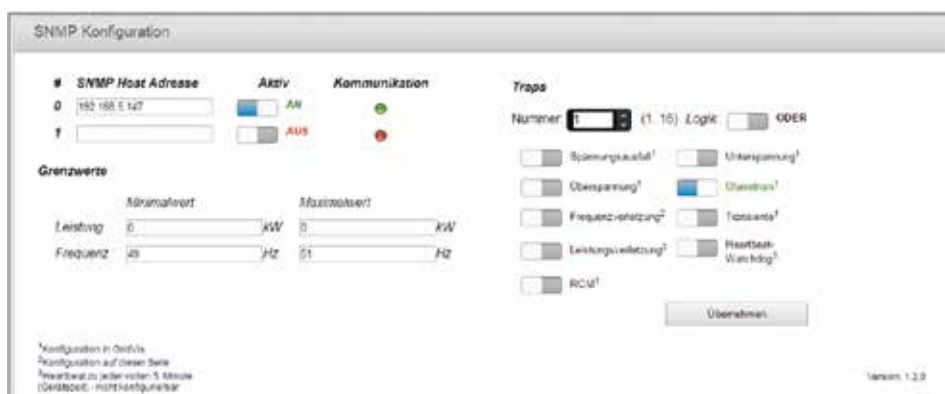 SNMP Konfiguration
# SNMP Host Adresse Aktiv Kommunikation
0 192.168.5.147 AN
1 AUS
Grenzwerte
Minimalwert Maximalwert
Leistung 0 kW 0 kW
Frequenz 49 Hz 51 Hz
Traps
Nummer: 1 (1..16) Logik: ODER
Spannungsausfall¹ Unterspannung¹
Überspannung¹ Überstrom¹
Frequenzverletzung² Transiente¹
Leistungsverletzung² Heartbeat-
Watchdog³
RCM¹
Übernehmen
¹Konfiguration in GridVis
²Konfiguration auf dieser Seite
³Heartbeat zu jeder vollen 5. Minute
(Gerätezeit) - nicht konfigurierbar
Version: 1.2.0